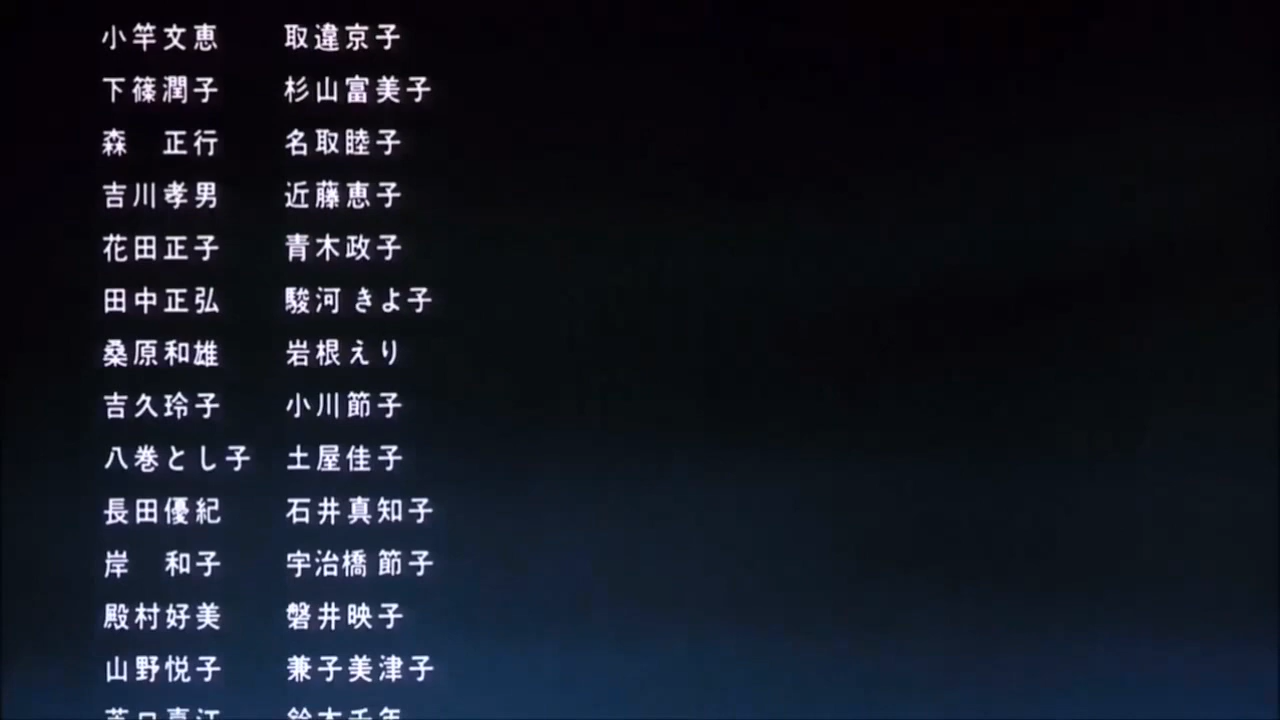 小竿文恵 取違京子
下篠潤子 杉山富美子
森 正行 名取睦子
吉川孝男 近藤恵子
花田正子 青木政子
田中正弘 駿河きよ子
桑原和雄 岩根えり
吉久玲子 小川節子
八巻とし子 土屋佳子
長田優紀 石井真知子
岸 和子 宇治橋節子
殿村好美 磐井映子
山野悦子 兼子美津子